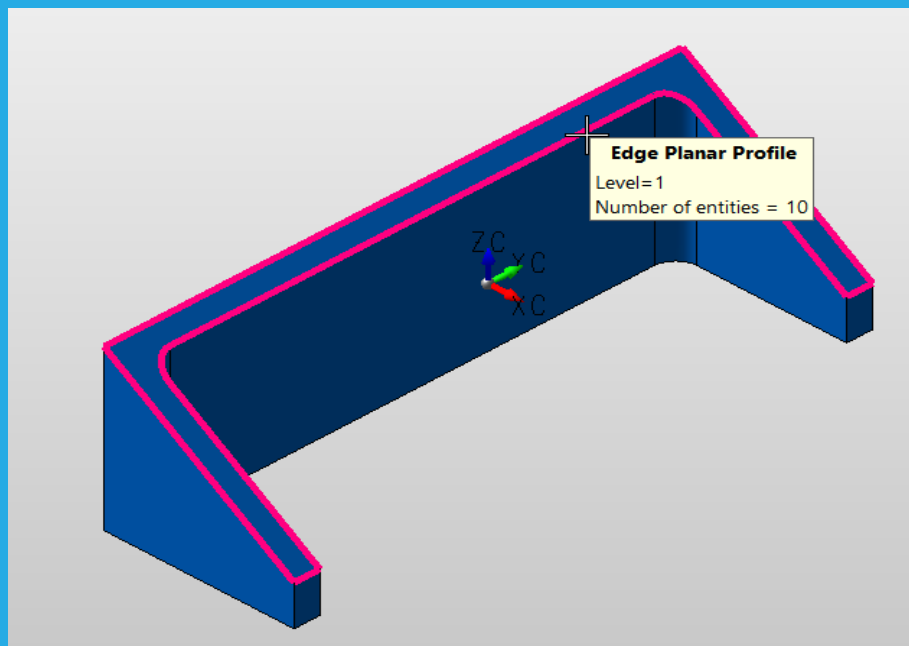 Edge Planar Profile
Level=1
Number of entities = 10
ZC
YC
XC